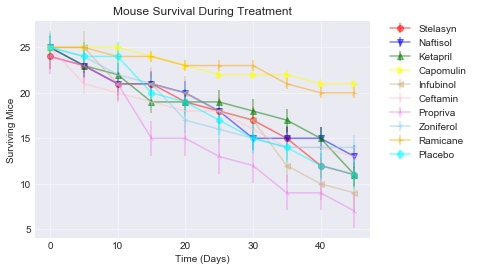 Mouse Survival During Treatment
Surviving Mice
25
20
15
10
5
0
10
20
30
40
Time (Days)
Stelasyn
Naftisol
Ketapril
Capomulin
Infubinol
Ceftamin
Propriva
Zoniferol
Ramicane
Placebo